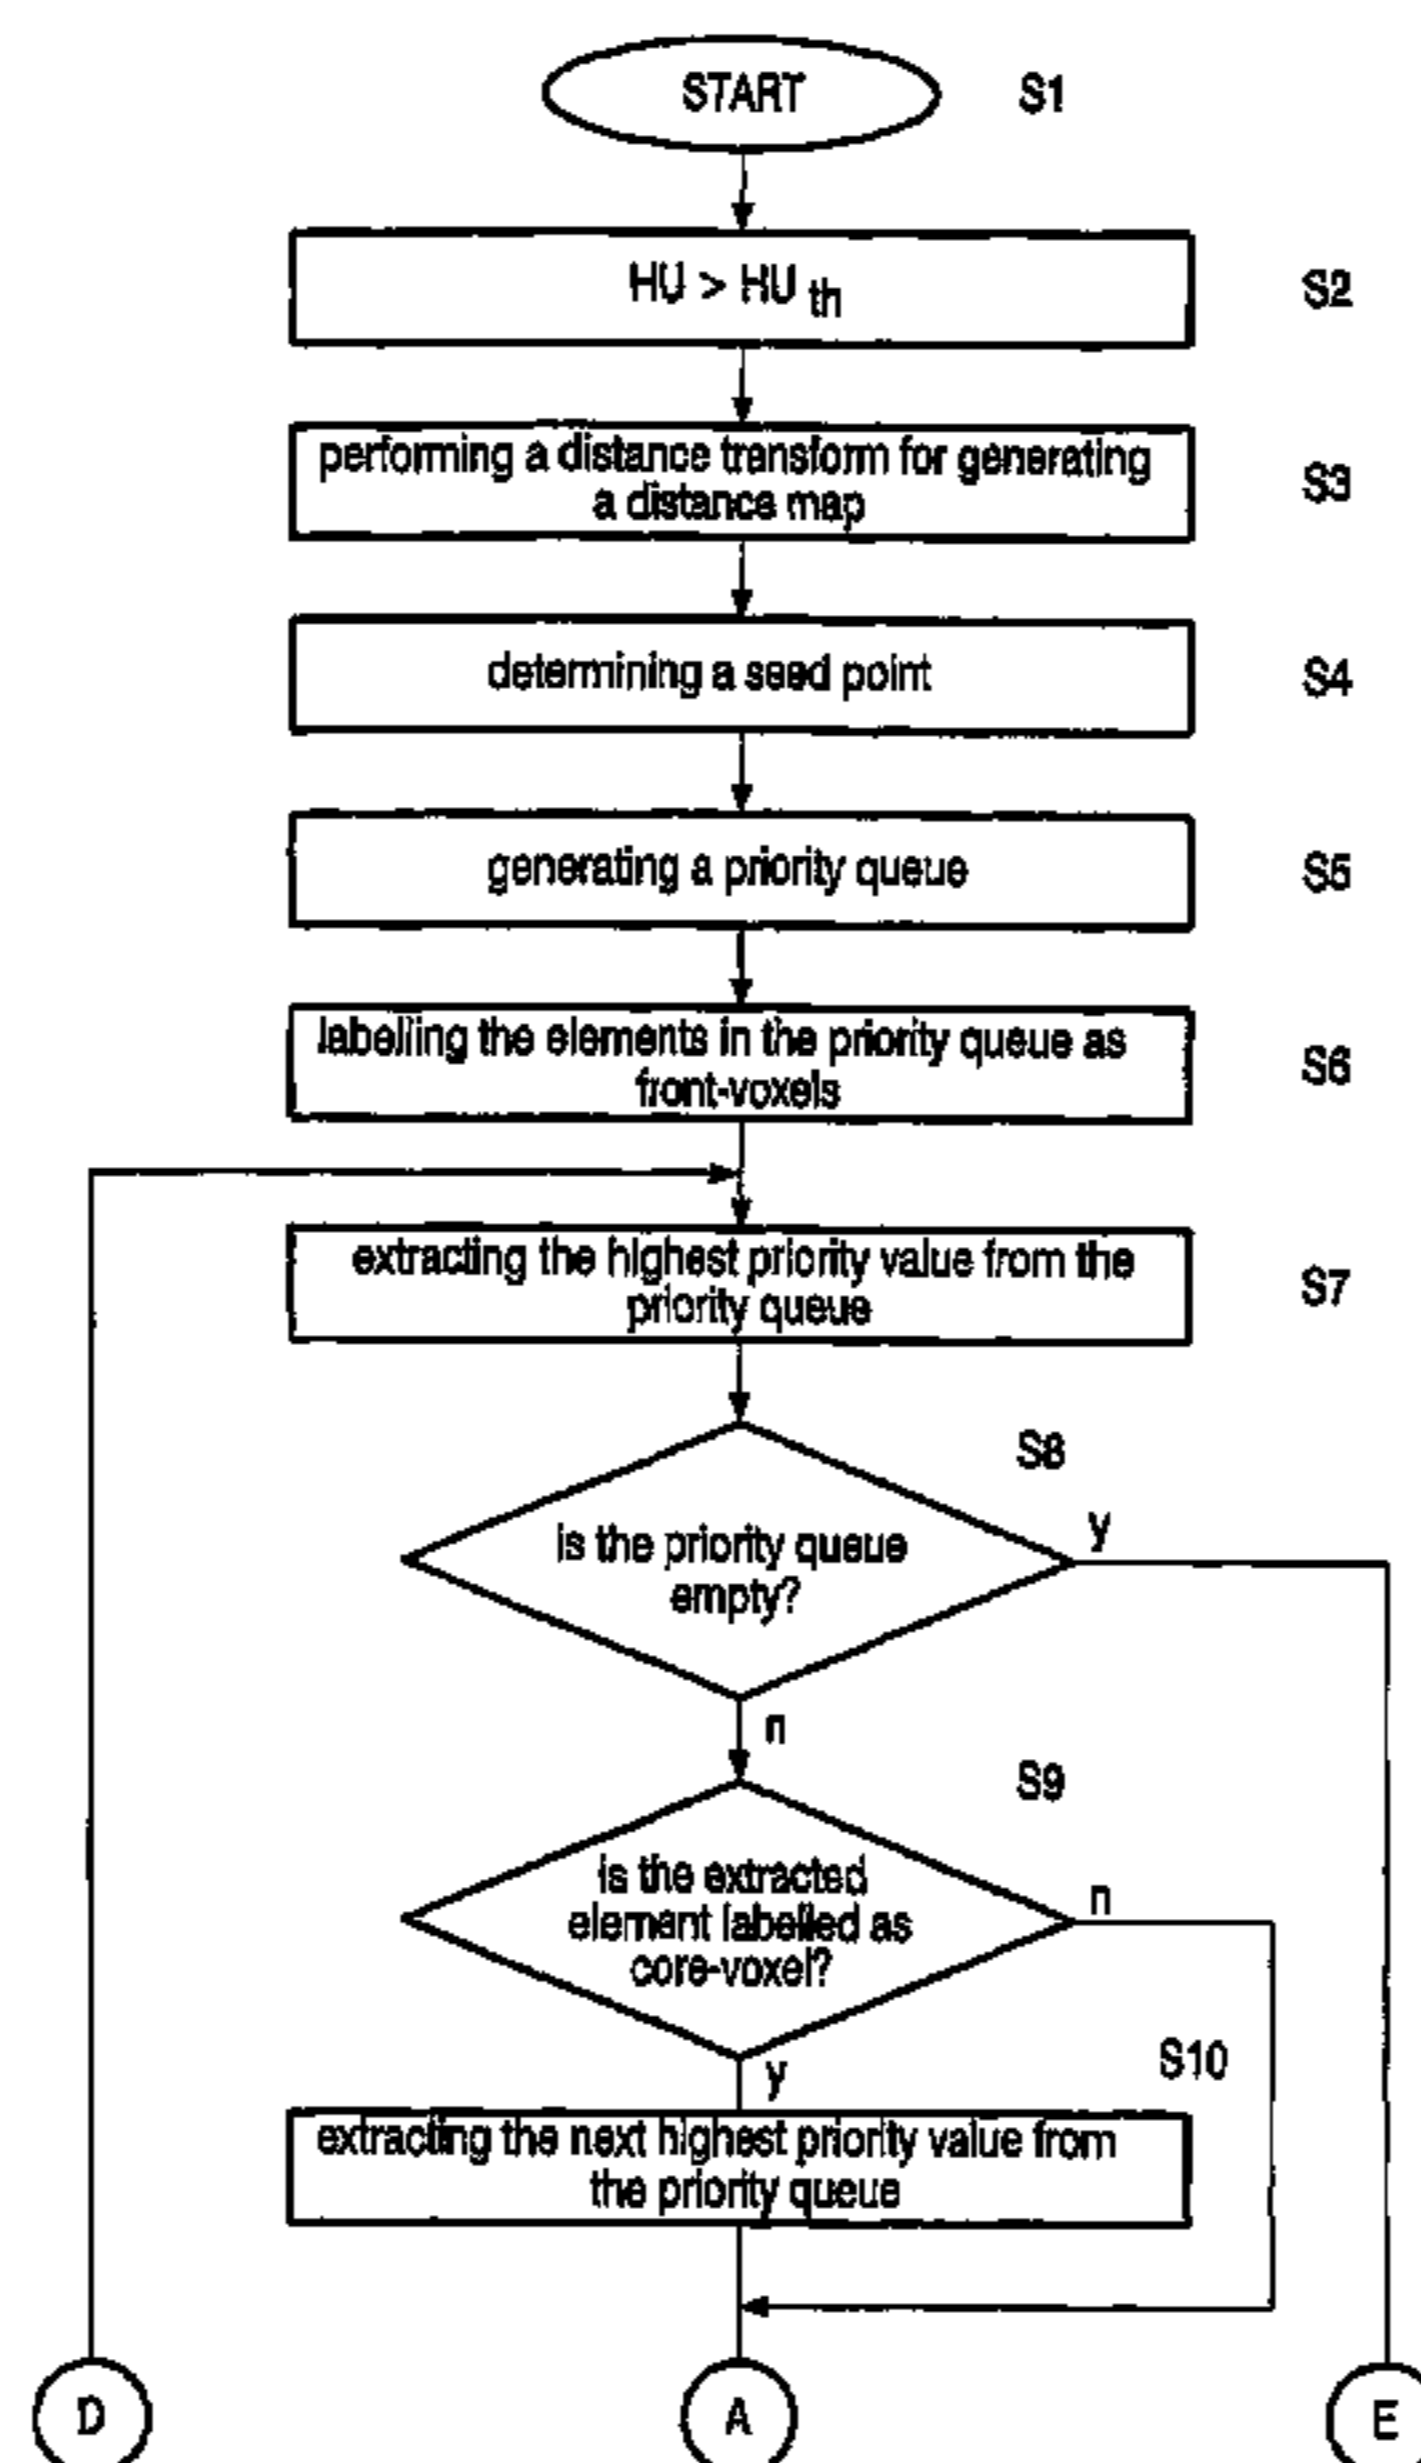 START
S1
HU > HU th
S2
performing a distance transform for generating
a distance map
S3
determining a seed point
S4
generating a priority queue
S5
labelling the elements in the priority queue as
front-voxels
S6
extracting the highest priority value from the
priority queue
S7
S8
is the priority queue
empty?
y
n
S9
is the extracted
element labelled as
core-voxel?
n
y
S10
extracting the next highest priority value from
the priority queue
D
A
E